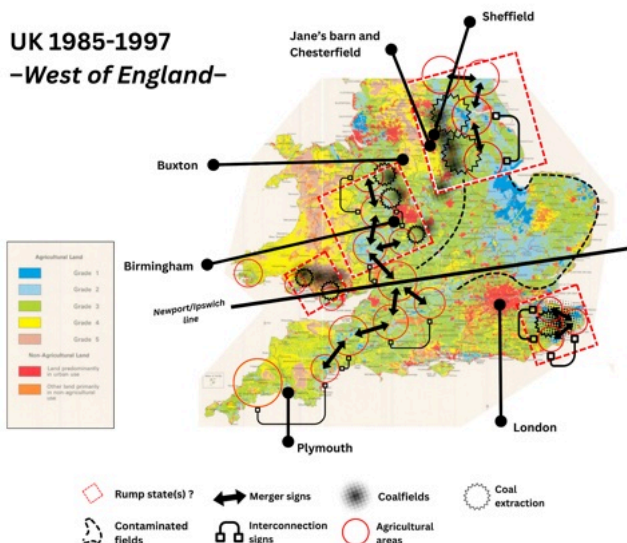 UK 1985-1997
–West of England–
Sheffield
Jane's barn and
Chesterfield
Buxton
Birmingham
Newport/Ipswich
line
London
Plymouth
Agricultural Land
Grade 1
Grade 2
Grade 3
Grade 4
Grade 5
Non-Agricultural Land
Land predominantly
in urban use
Other land primarily
in non-agricultural
use
Rump state(s) ?
Merger signs
Coalfields
Coal
extraction
Contaminated
fields
Interconnection
signs
Agricultural
areas